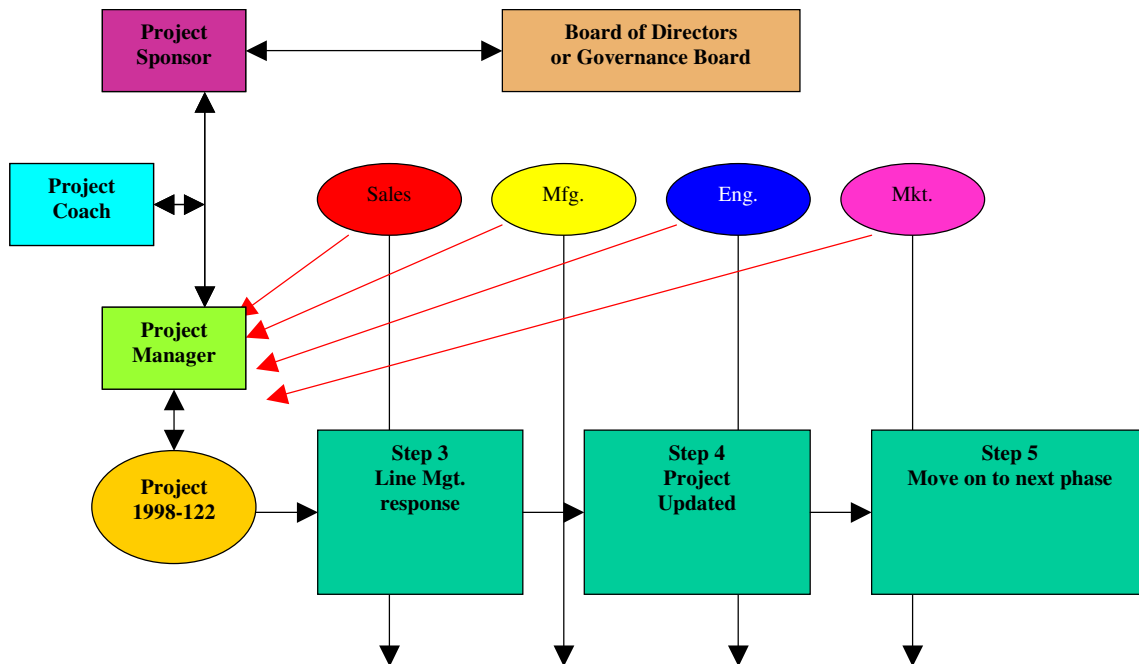 Project
Sponsor
Board of Directors
or Governance Board
Project
Coach
Sales
Mfg.
Eng.
Mkt.
Project
Manager
Project
1998-122
Step 3
Line Mgt.
response
Step 4
Project
Updated
Step 5
Move on to next phase